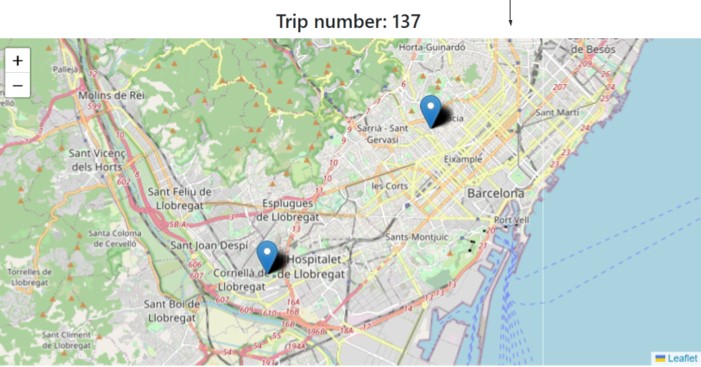 Trip number: 137
+
−
Horta-Guinardó
de Besòs
Palleja
Molins de Rei
Sarrià - Sant
Gervasi
Sant Martí
Eixample
Sant Vicenç
dels Horts
les Corts
Barcelona
Sant Feliu de
Llobregat
Esplugues
de Llobregat
Port Vell
Santa Coloma
de Cervelló
Sant Joan Despí
Sants-Montjuïc
Hospitalet
de Llobregat
Cornellà de
Llobregat
Torrelles de
Llobregat
Sant Boi de
Llobregat
Sant Climent
de Llobregat
Leaflet